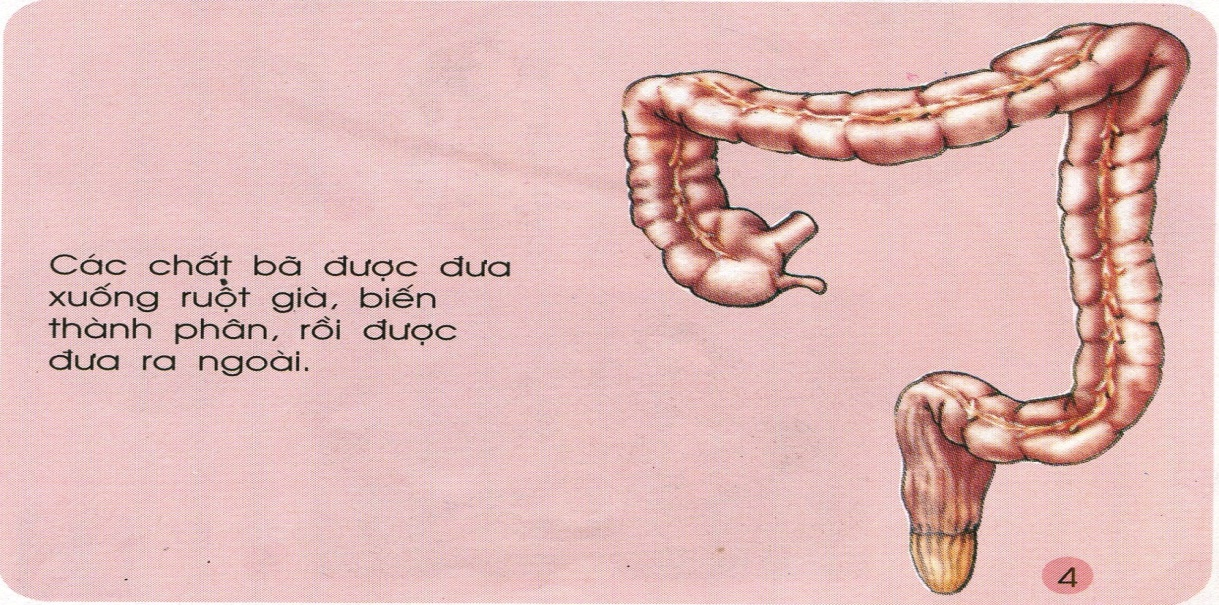 Các chất bã được đưa
xuống ruột già, biến
thành phân, rồi được
đưa ra ngoài.
4